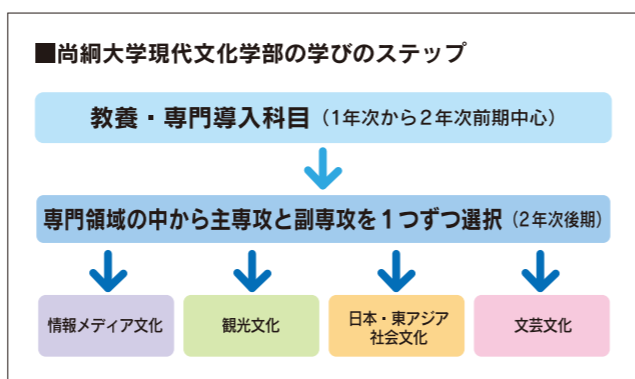 ■尚絅大学現代文化学部の学びのステップ
教養・専門導入科目（1年次から2年次前期中心）
専門領域の中から主専攻と副専攻を1つずつ選択（2年次後期）
情報メディア文化
観光文化
日本・東アジア
社会文化
文芸文化